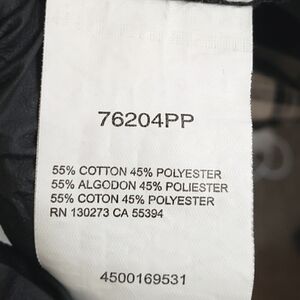 76204PP
55% COTTON 45% POLYESTER
55% ALGODON 45% POLIESTER
55% COTON 45% POLYESTER
RN 130273 CA 55394
4500169531